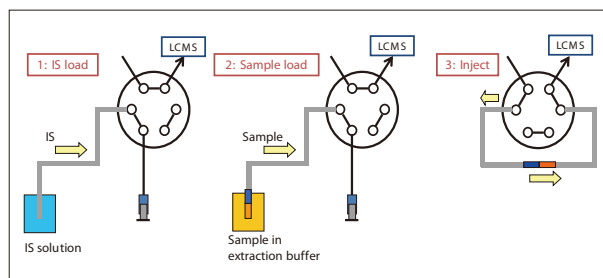 1: IS load
LCMS
IS
IS solution
2: Sample load
LCMS
Sample
Sample in
extraction buffer
3: Inject
LCMS